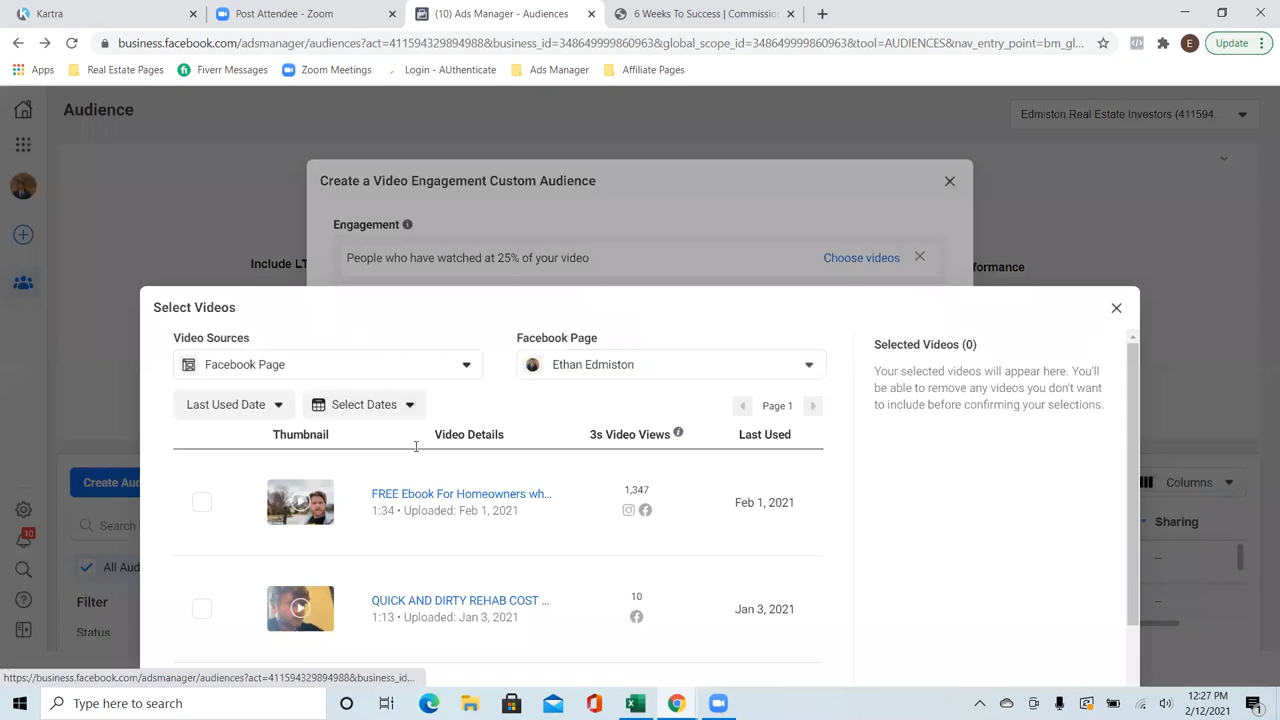 Kartra
Post Attendee - Zoom
(10) Ads Manager - Audiences
6 Weeks To Success | Commissio
business.facebook.com/adsmanager/audiences?act=411594329894988&business_id=348649999860963&global_scope_id=348649999860963&tool=AUDIENCES&nav_entry_point=bm_gl...
E
Update
Apps
Real Estate Pages
Fiverr Messages
Zoom Meetings
Login - AUthenticate
Ads Manager
Affiliate Pages
Audience
Edmiston Real Estate Investors (411594
Create a Video Engagement Custom Audience
Engagement
People who have watched at 25% of your video
Choose videos
Include LT
formance
Select Videos
Video Sources
Facebook Page
Facebook Page
Ethan Edmiston
Selected Videos (0)
Your selected videos will appear here. You'll
be able to remove any videos you don't want
to include before confirming your selections.
Last Used Date
Select Dates
Page 1
Thumbnail
Video Details
3s Video Views
Last Used
FREE Ebook For Homeowners wh...
1:34 • Uploaded: Feb 1, 2021
1,347
Feb 1, 2021
QUICK AND DIRTY REHAB COST ...
1:13 • Uploaded: Jan 3, 2021
10
Jan 3, 2021
Create Au
Search
All Aud
Filter
Status
Columns
Sharing
10
https://business.facebook.com/adsmanager/audiences?act=411594329894988&business_id...
Type here to search
12:27 PM
2/12/2021
1